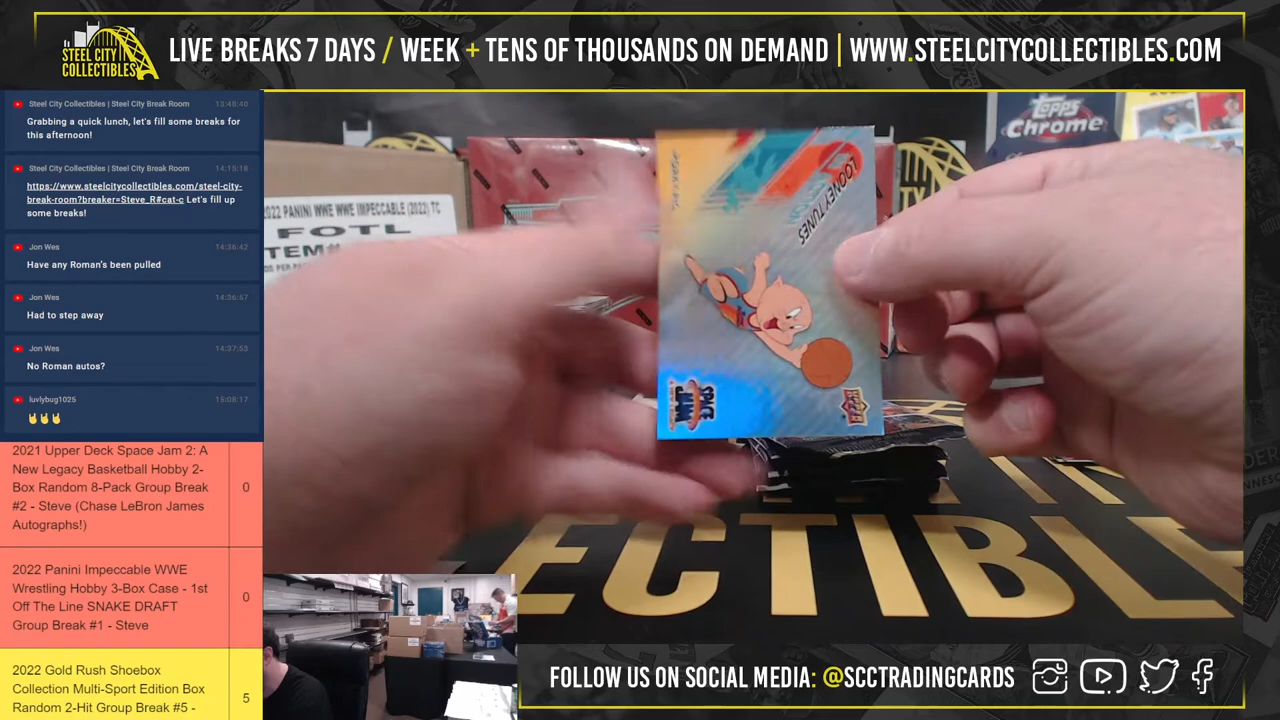 STEEL CITY
COLLECTIBLES
LIVE BREAKS 7 DAYS / WEEK + TENS OF THOUSANDS ON DEMAND | WWW.STEELCITYCOLLECTIBLES.COM
Steel City Collectibles | Steel City Break Room 13:48:40
Grabbing a quick lunch, let's fill some breaks for
this afternoon!
Steel City Collectibles | Steel City Break Room 14:15:18
https://www.steelcitycollectibles.com/steel-city-
break-room?breaker=Steve_R#cat-c Let's fill up
some breaks!
Jon Wes 14:36:42
Have any Roman's been pulled
Jon Wes 14:36:57
Had to step away
Jon Wes 14:37:53
No Roman autos?
luvlybug1025 15:08:17
2021 Upper Deck Space Jam 2: A
New Legacy Basketball Hobby 2-
Box Random 8-Pack Group Break
#2 - Steve (Chase LeBron James
Autographs!)
0
2022 Panini Impeccable WWE
Wrestling Hobby 3-Box Case - 1st
Off The Line SNAKE DRAFT
Group Break #1 - Steve
0
2022 Gold Rush Shoebox
Collection Multi-Sport Edition Box
Random 2-Hit Group Break #5 -
5
2022 PANINI WWE WWE IMPECCABLE (2022) TC
FOTL
LOONEY TUNES
SPACE
JAM
UPPER
DECK
Topps
Chrome
ECTIBLE
FOLLOW US ON SOCIAL MEDIA: @SCCTRADINGCARDS